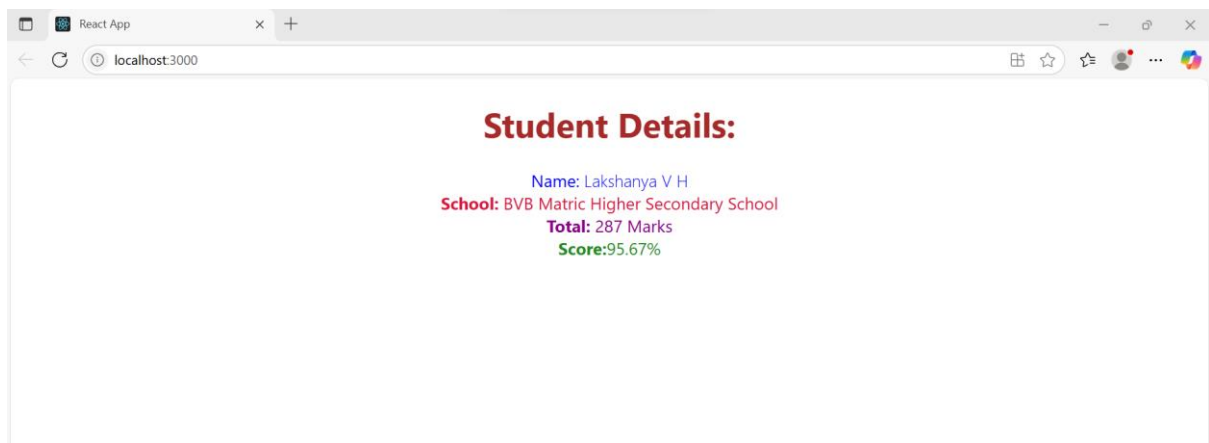 React App
localhost:3000
Student Details:
Name: Lakshanya V H
School: BVB Matric Higher Secondary School
Total: 287 Marks
Score:95.67%